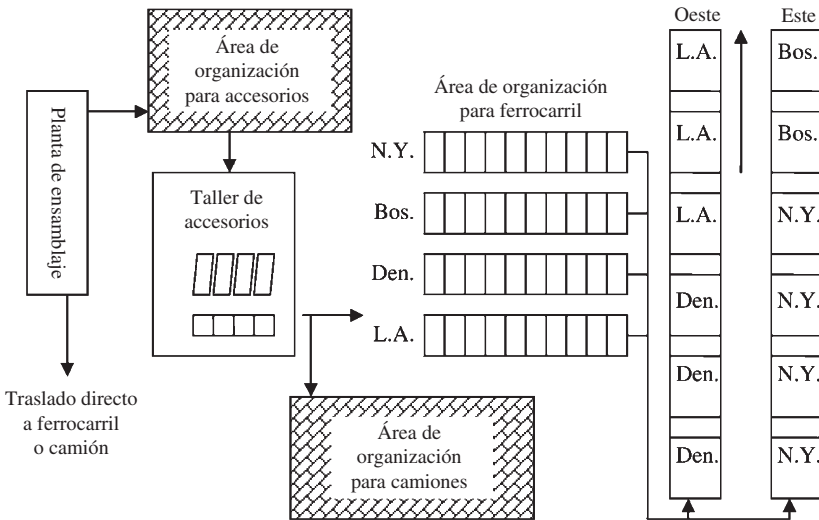 Planta de ensamblaje
Traslado directo
a ferrocarril
o camión
Área de
organización
para accesorios
Taller de
accesorios
Área de organización
para ferrocarril
N.Y.
Bos.
Den.
L.A.
Área de
organización
para camiones
Oeste
L.A.
L.A.
L.A.
Den.
Den.
Den.
Este
Bos.
Bos.
N.Y.
N.Y.
N.Y.
N.Y.